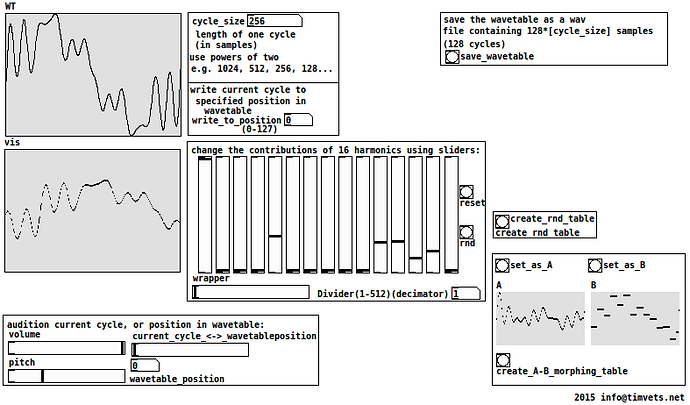 WT
vis
cycle_size 256
length of one cycle
(in samples)
use powers of two
e.g. 1024, 512, 256, 128...
write current cycle to
specified position in
wavetable
write_to_position 0
(0-127)
save the wavetable as a wav
file containing 128*[cycle_size] samples
(128 cycles)
save_wavetable
change the contributions of 16 harmonics using sliders:
reset
rnd
wrapper
Divider(1-512)(decimator) 1
create_rnd_table
create rnd table
set_as_A
set_as_B
A
B
create_A-B_morphing_table
audition current cycle, or position in wavetable:
volume
current_cycle_<->_wavetableposition
pitch
0
wavetable_position
2015 info@timvets.net